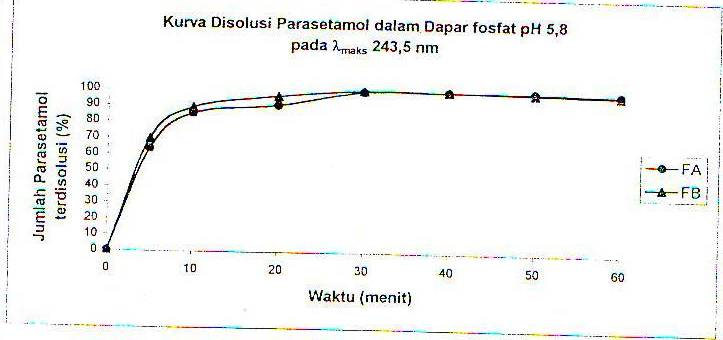 Kurva Disolusi Parasetamol dalam Dapar fosfat pH 5,8
pada λmaks 243,5 nm
Jumlah Parasetamol
terdisolusi (%)
100
90
80
70
60
50
40
30
20
10
0
0 10 20 30 40 50 60
Waktu (menit)
FA
FB